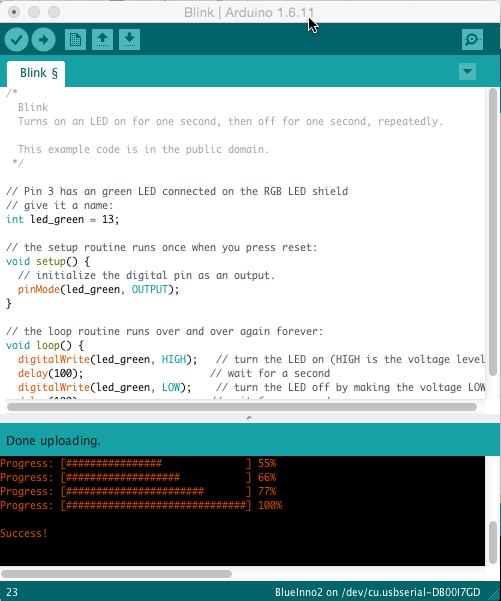 Blink | Arduino 1.6.11
Blink §
/*
  Blink
  Turns on an LED on for one second, then off for one second, repeatedly.

  This example code is in the public domain.
 */

// Pin 3 has an green LED connected on the RGB LED shield
// give it a name:
int led_green = 13;

// the setup routine runs once when you press reset:
void setup() {
  // initialize the digital pin as an output.
  pinMode(led_green, OUTPUT);
}

// the loop routine runs over and over again forever:
void loop() {
  digitalWrite(led_green, HIGH);   // turn the LED on (HIGH is the voltage level
  delay(100);                     // wait for a second
  digitalWrite(led_green, LOW);    // turn the LED off by making the voltage LOW
Done uploading.
Progress: [################              ] 55%
Progress: [###################           ] 66%
Progress: [#######################       ] 77%
Progress: [##############################] 100%

Success!
23
BlueInno2 on /dev/cu.usbserial-DB00I7GD